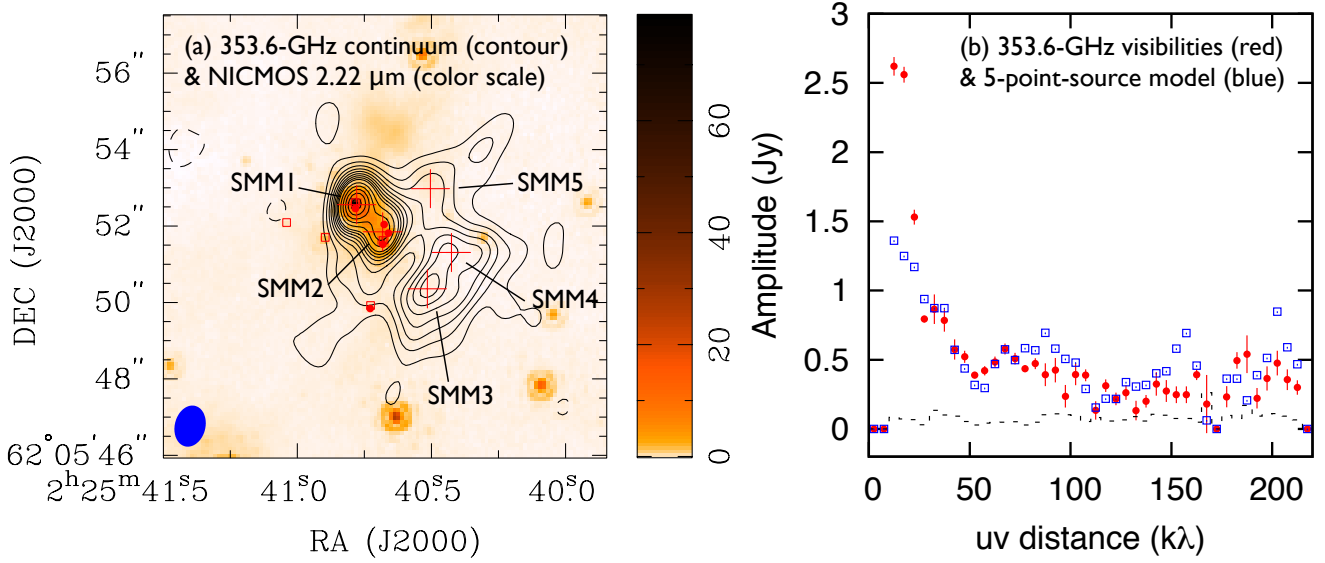 (a) 353.6-GHz continuum (contour)
& NICMOS 2.22 μm (color scale)
56"
54"
52"
50"
48"
62°05'46"
DEC (J2000)
SMM1
SMM5
SMM2
SMM4
SMM3
2h25m41s.5
41s.0
40s.5
40s.0
RA (J2000)
60
40
20
0
(b) 353.6-GHz visibilities (red)
& 5-point-source model (blue)
3
2.5
2
1.5
1
0.5
0
Amplitude (Jy)
0
50
100
150
200
uv distance (kλ)